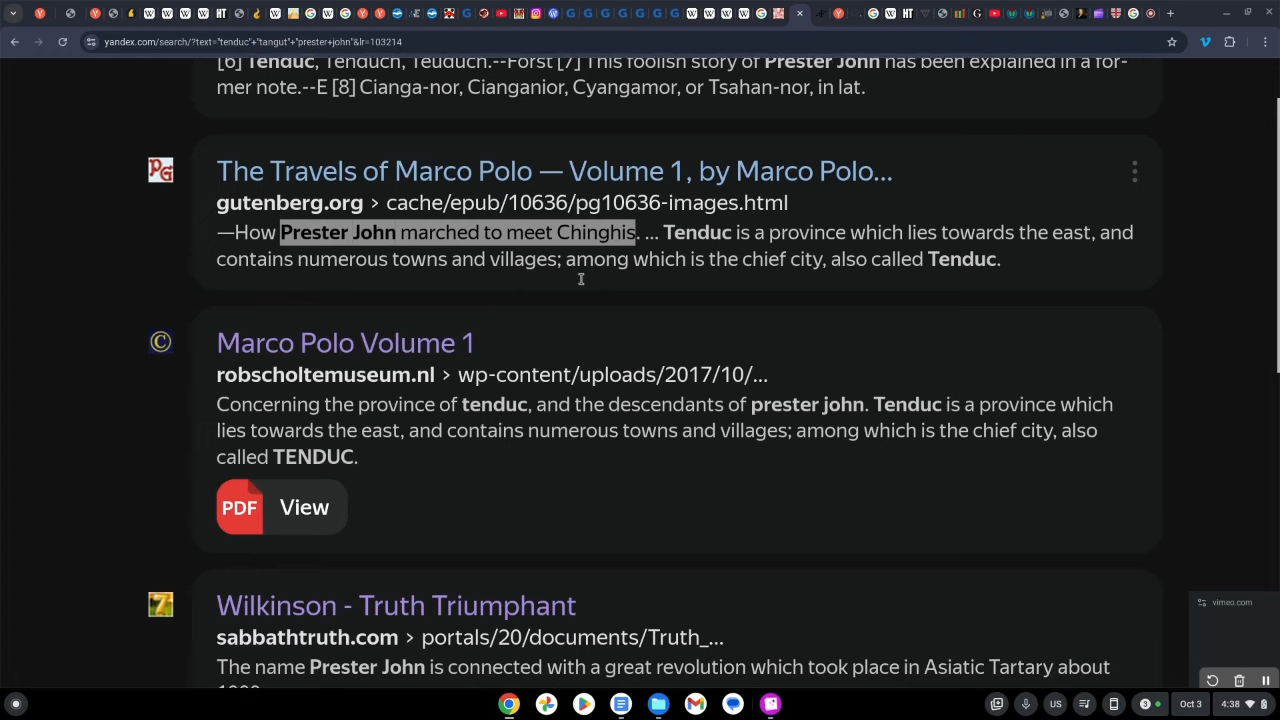 yandex.com/search/?text="tenduc"+"tangut"+"prester+john"&lr=103214
[6] Tenduc, Tenduch, Teuduch.--Forst [7] This foolish story of Prester John has been explained in a for-
mer note.--E [8] Cianga-nor, Cianganior, Cyangamor, or Tsahan-nor, in lat.
PG
The Travels of Marco Polo — Volume 1, by Marco Polo...
gutenberg.org › cache/epub/10636/pg10636-images.html
—How Prester John marched to meet Chinghis. ... Tenduc is a province which lies towards the east, and
contains numerous towns and villages; among which is the chief city, also called Tenduc.
©
Marco Polo Volume 1
robscholtemuseum.nl › wp-content/uploads/2017/10/...
Concerning the province of tenduc, and the descendants of prester john. Tenduc is a province which
lies towards the east, and contains numerous towns and villages; among which is the chief city, also
called TENDUC.
PDF View
7
Wilkinson - Truth Triumphant
sabbathtruth.com › portals/20/documents/Truth_...
The name Prester John is connected with a great revolution which took place in Asiatic Tartary about
vimeo.com
US
3
Oct 3
4:38